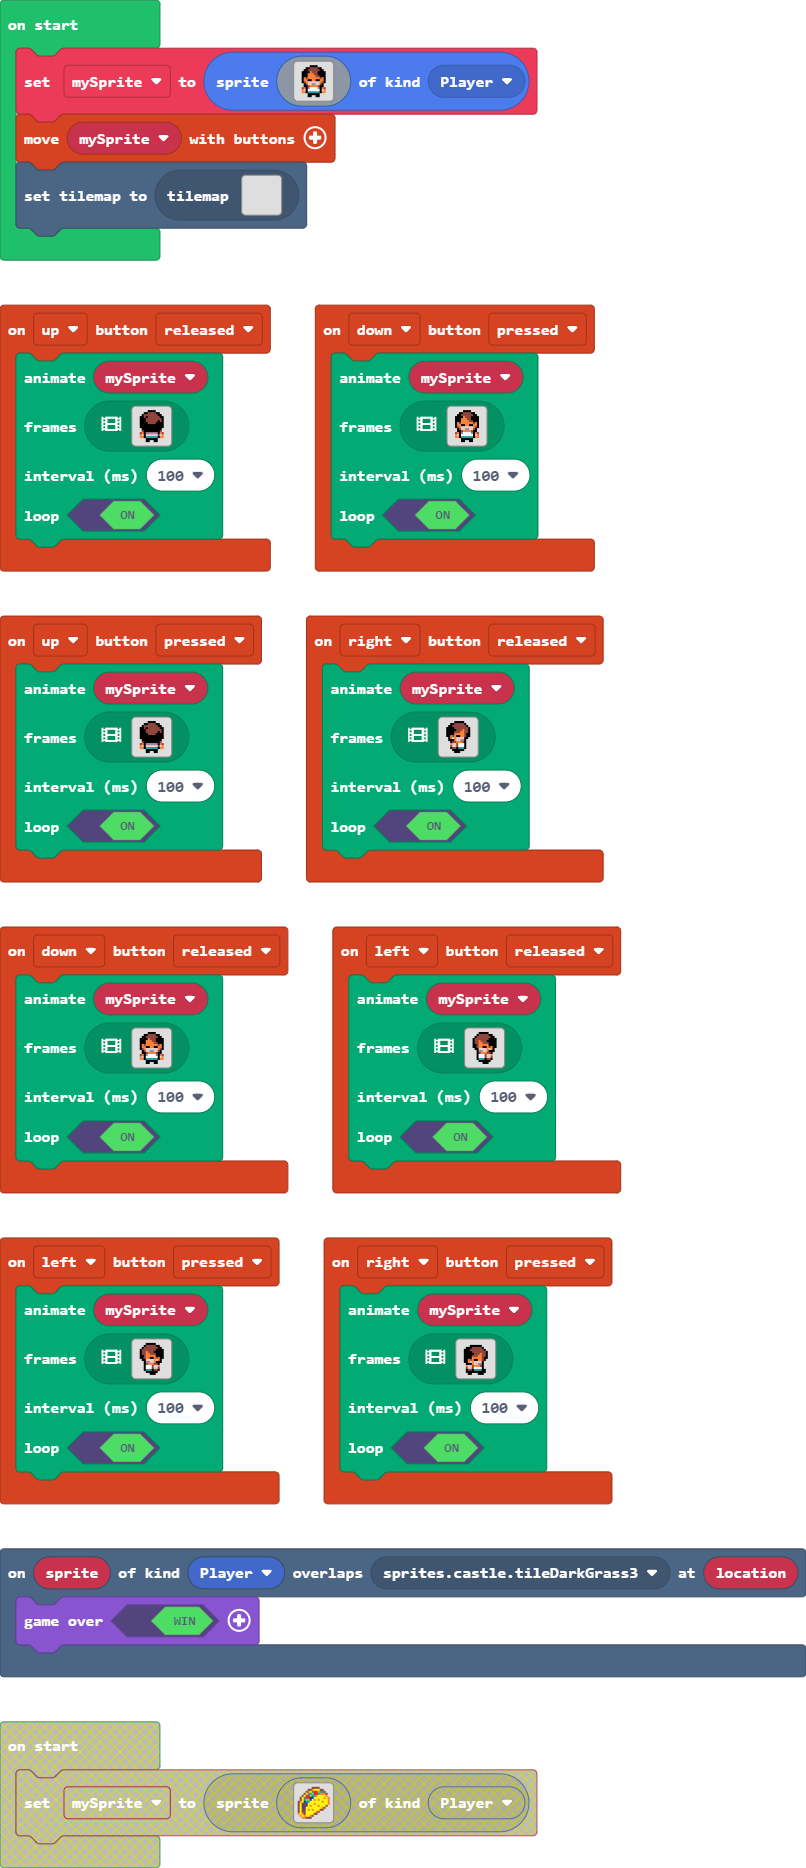 on start
set mySprite to sprite of kind Player
move mySprite with buttons
set tilemap to tilemap
on up button released
animate mySprite
frames
interval (ms) 100
loop ON
on down button pressed
animate mySprite
frames
interval (ms) 100
loop ON
on up button pressed
animate mySprite
frames
interval (ms) 100
loop ON
on right button released
animate mySprite
frames
interval (ms) 100
loop ON
on down button released
animate mySprite
frames
interval (ms) 100
loop ON
on left button released
animate mySprite
frames
interval (ms) 100
loop ON
on left button pressed
animate mySprite
frames
interval (ms) 100
loop ON
on right button pressed
animate mySprite
frames
interval (ms) 100
loop ON
on sprite of kind Player overlaps sprites.castle.tileDarkGrass3 at location
game over WIN
on start
set mySprite to sprite of kind Player